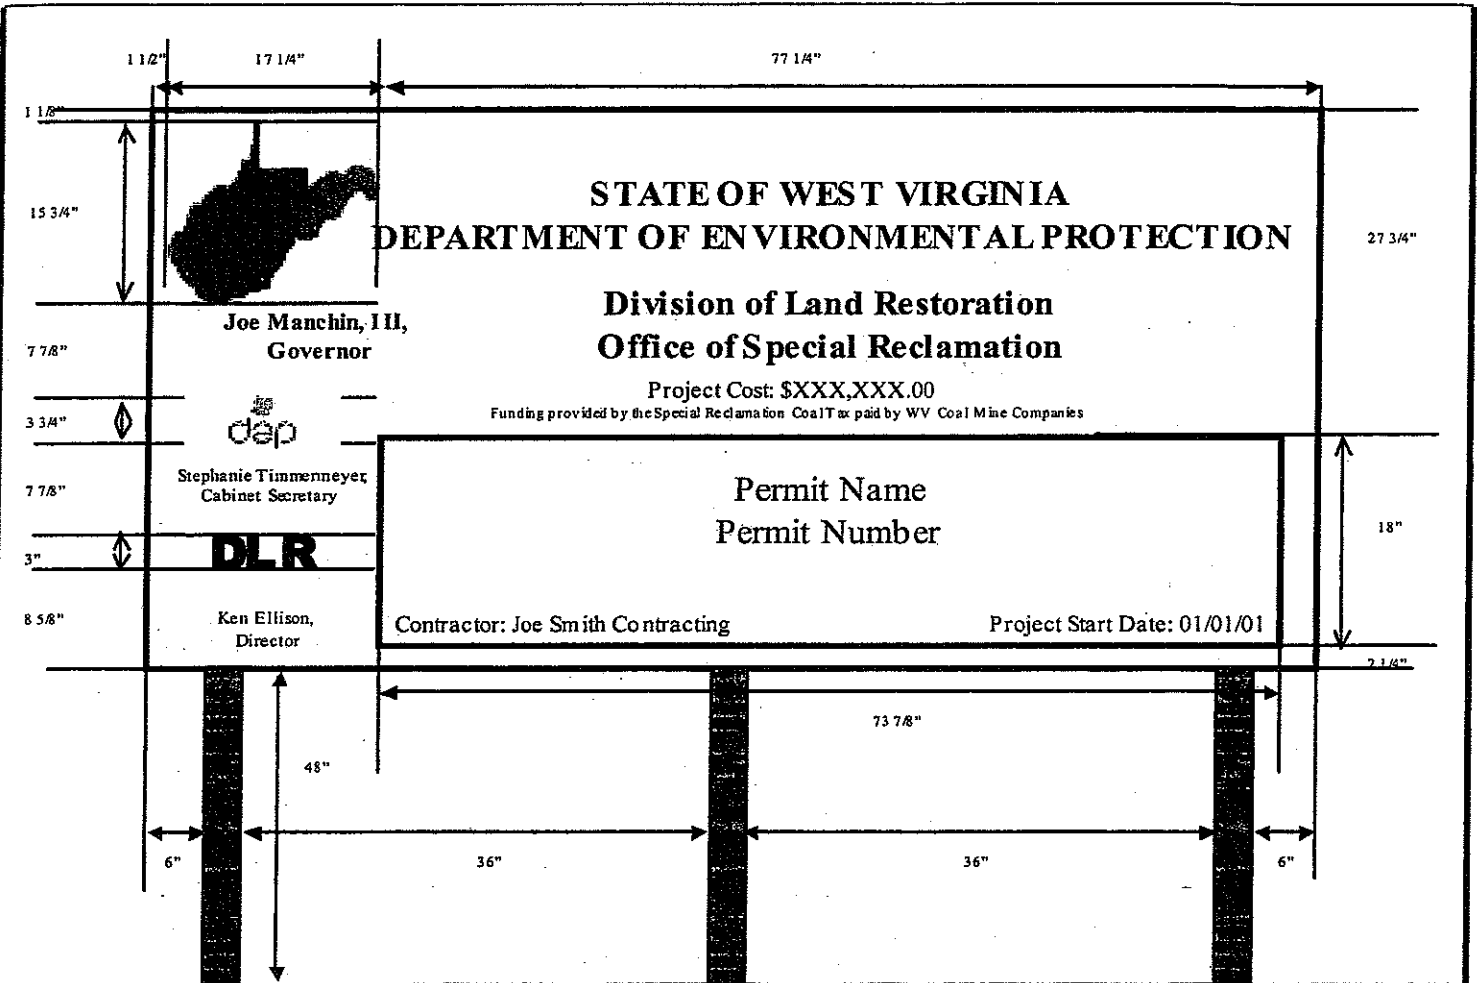 1 1/2" 17 1/4" 77 1/4"
1 1/8"
STATE OF WEST VIRGINIA
15 3/4"
DEPARTMENT OF ENVIRONMENTAL PROTECTION
27 3/4"
Division of Land Restoration
Joe Manchin, III,
Governor
Office of Special Reclamation
7 7/8"
Project Cost: $XXX,XXX.00
Funding provided by the Special Reclamation Coal Tax paid by WV Coal Mine Companies
3 3/4"
dep
Stephanie Timmermeyer,
Cabinet Secretary
7 7/8"
Permit Name
Permit Number
18"
DLR
3"
Ken Ellison,
Director
8 5/8"
Contractor: Joe Smith Contracting
Project Start Date: 01/01/01
2 1/4"
73 7/8"
48"
6" 36" 36" 6"